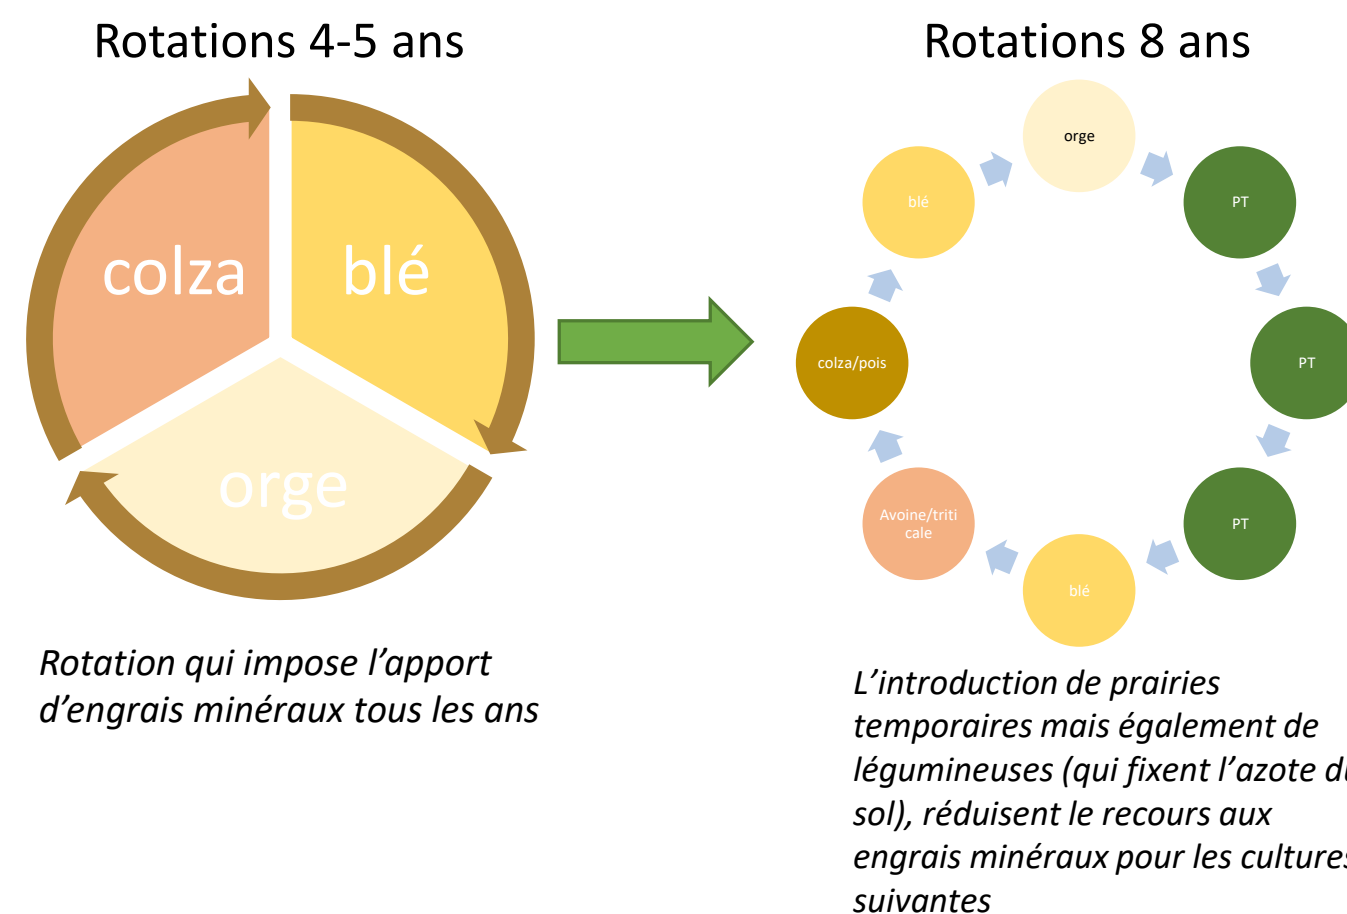 Rotations 4-5 ans
colza
blé
orge
Rotation qui impose l’apport
d’engrais minéraux tous les ans
Rotations 8 ans
orge
PT
PT
PT
blé
Avoine/triti
cale
colza/pois
blé
L’introduction de prairies
temporaires mais également de
légumineuses (qui fixent l’azote du
sol), réduisent le recours aux
engrais minéraux pour les cultures
suivantes